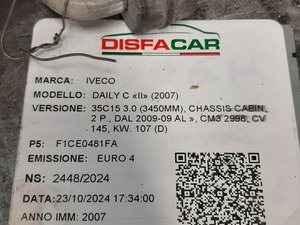 DISFACAR
MARCA: IVECO
MODELLO: DAILY C «II» (2007)
VERSIONE: 35C15 3.0 (3450MM), CHASSIS CABIN,
2 P., DAL 2009-09 AL », CM3 2998, CV
145, KW. 107 (D)
P5: F1CE0481FA
EMISSIONE: EURO 4
NS: 2448/2024
DATA: 23/10/2024 17:34:00
ANNO IMM: 2007